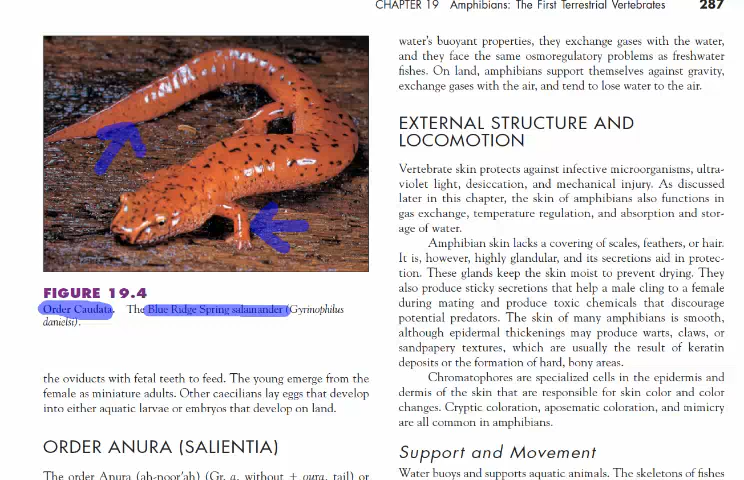 CHAPTER 19 Amphibians: The First Terrestrial Vertebrates 287
FIGURE 19.4
Order Caudata. The Blue Ridge Spring salamander (Gyrinophilus
danielsi).
the oviducts with fetal teeth to feed. The young emerge from the
female as miniature adults. Other caecilians lay eggs that develop
into either aquatic larvae or embryos that develop on land.
ORDER ANURA (SALIENTIA)
The order Anura (ah-noor'ah) (Gr. a, without + oura, tail) or
water's buoyant properties, they exchange gases with the water,
and they face the same osmoregulatory problems as freshwater
fishes. On land, amphibians support themselves against gravity,
exchange gases with the air, and tend to lose water to the air.
EXTERNAL STRUCTURE AND
LOCOMOTION
Vertebrate skin protects against infective microorganisms, ultra-
violet light, desiccation, and mechanical injury. As discussed
later in this chapter, the skin of amphibians also functions in
gas exchange, temperature regulation, and absorption and stor-
age of water.
Amphibian skin lacks a covering of scales, feathers, or hair.
It is, however, highly glandular, and its secretions aid in protec-
tion. These glands keep the skin moist to prevent drying. They
also produce sticky secretions that help a male cling to a female
during mating and produce toxic chemicals that discourage
potential predators. The skin of many amphibians is smooth,
although epidermal thickenings may produce warts, claws, or
sandpapery textures, which are usually the result of keratin
deposits or the formation of hard, bony areas.
Chromatophores are specialized cells in the epidermis and
dermis of the skin that are responsible for skin color and color
changes. Cryptic coloration, aposematic coloration, and mimicry
are all common in amphibians.
Support and Movement
Water buoys and supports aquatic animals. The skeletons of fishes